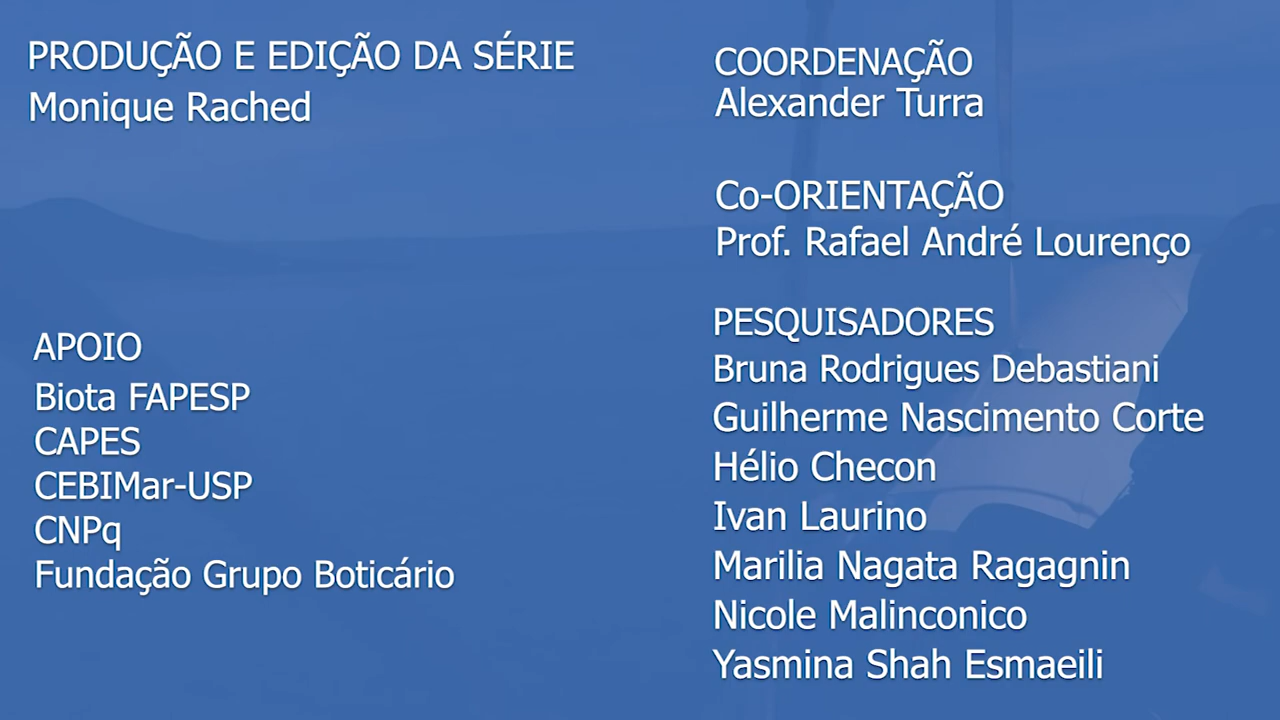 PRODUÇÃO E EDIÇÃO DA SÉRIE
Monique Rached
APOIO
Biota FAPESP
CAPES
CEBIMar-USP
CNPq
Fundação Grupo Boticário
COORDENAÇÃO
Alexander Turra
Co-ORIENTAÇÃO
Prof. Rafael André Lourenço
PESQUISADORES
Bruna Rodrigues Debastiani
Guilherme Nascimento Corte
Hélio Checon
Ivan Laurino
Marilia Nagata Ragagnin
Nicole Malinconico
Yasmina Shah Esmaeili